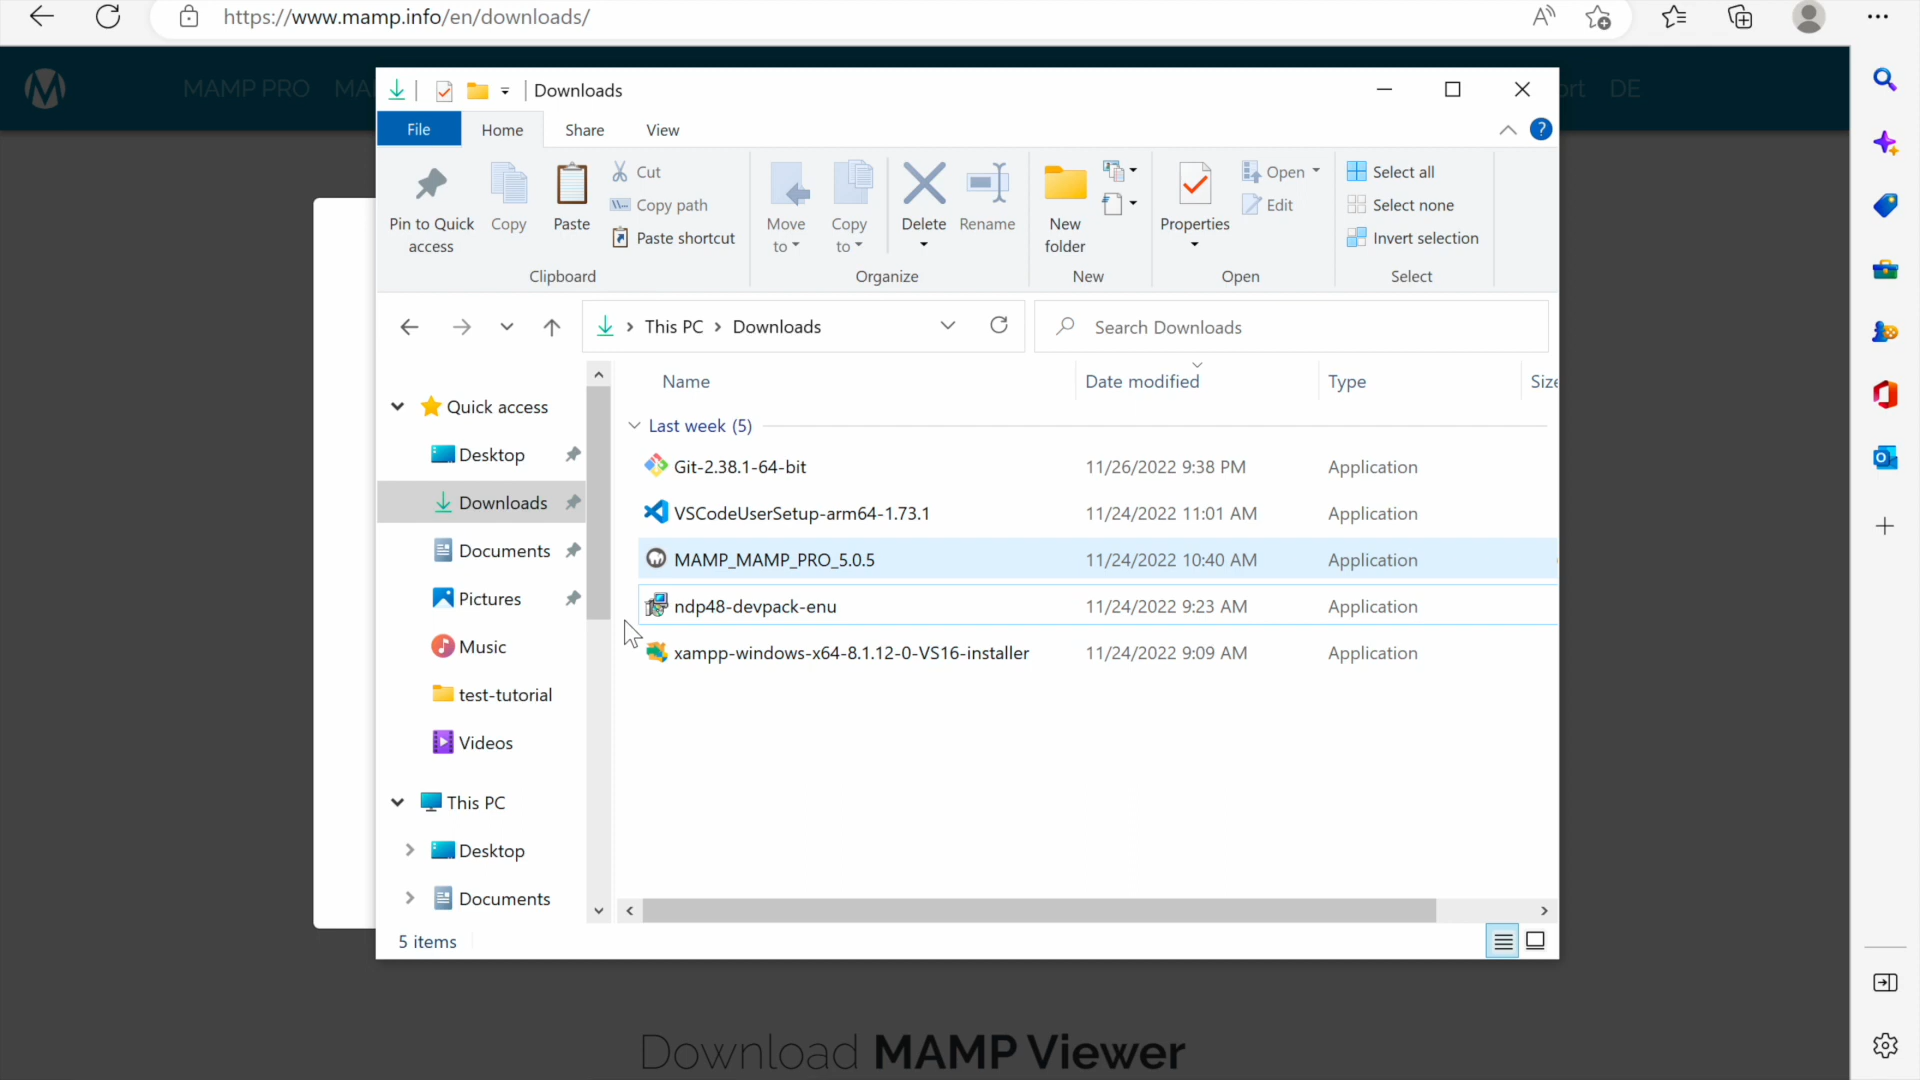 https://www.mamp.info/en/downloads/
MAMP PRO MA
ort DE
Downloads
File Home Share View
Pin to Quick access
Copy
Paste
Cut
Copy path
Paste shortcut
Clipboard
Move to
Copy to
Delete
Rename
Organize
New folder
New
Properties
Open
Edit
Open
Select all
Select none
Invert selection
Select
This PC > Downloads
Search Downloads
Name Date modified Type Size
Quick access
Desktop
Downloads
Documents
Pictures
Music
test-tutorial
Videos
This PC
Desktop
Documents
Last week (5)
Git-2.38.1-64-bit 11/26/2022 9:38 PM Application
VSCodeUserSetup-arm64-1.73.1 11/24/2022 11:01 AM Application
MAMP_MAMP_PRO_5.0.5 11/24/2022 10:40 AM Application
ndp48-devpack-enu 11/24/2022 9:23 AM Application
xampp-windows-x64-8.1.12-0-VS16-installer 11/24/2022 9:09 AM Application
5 items
Download MAMP Viewer